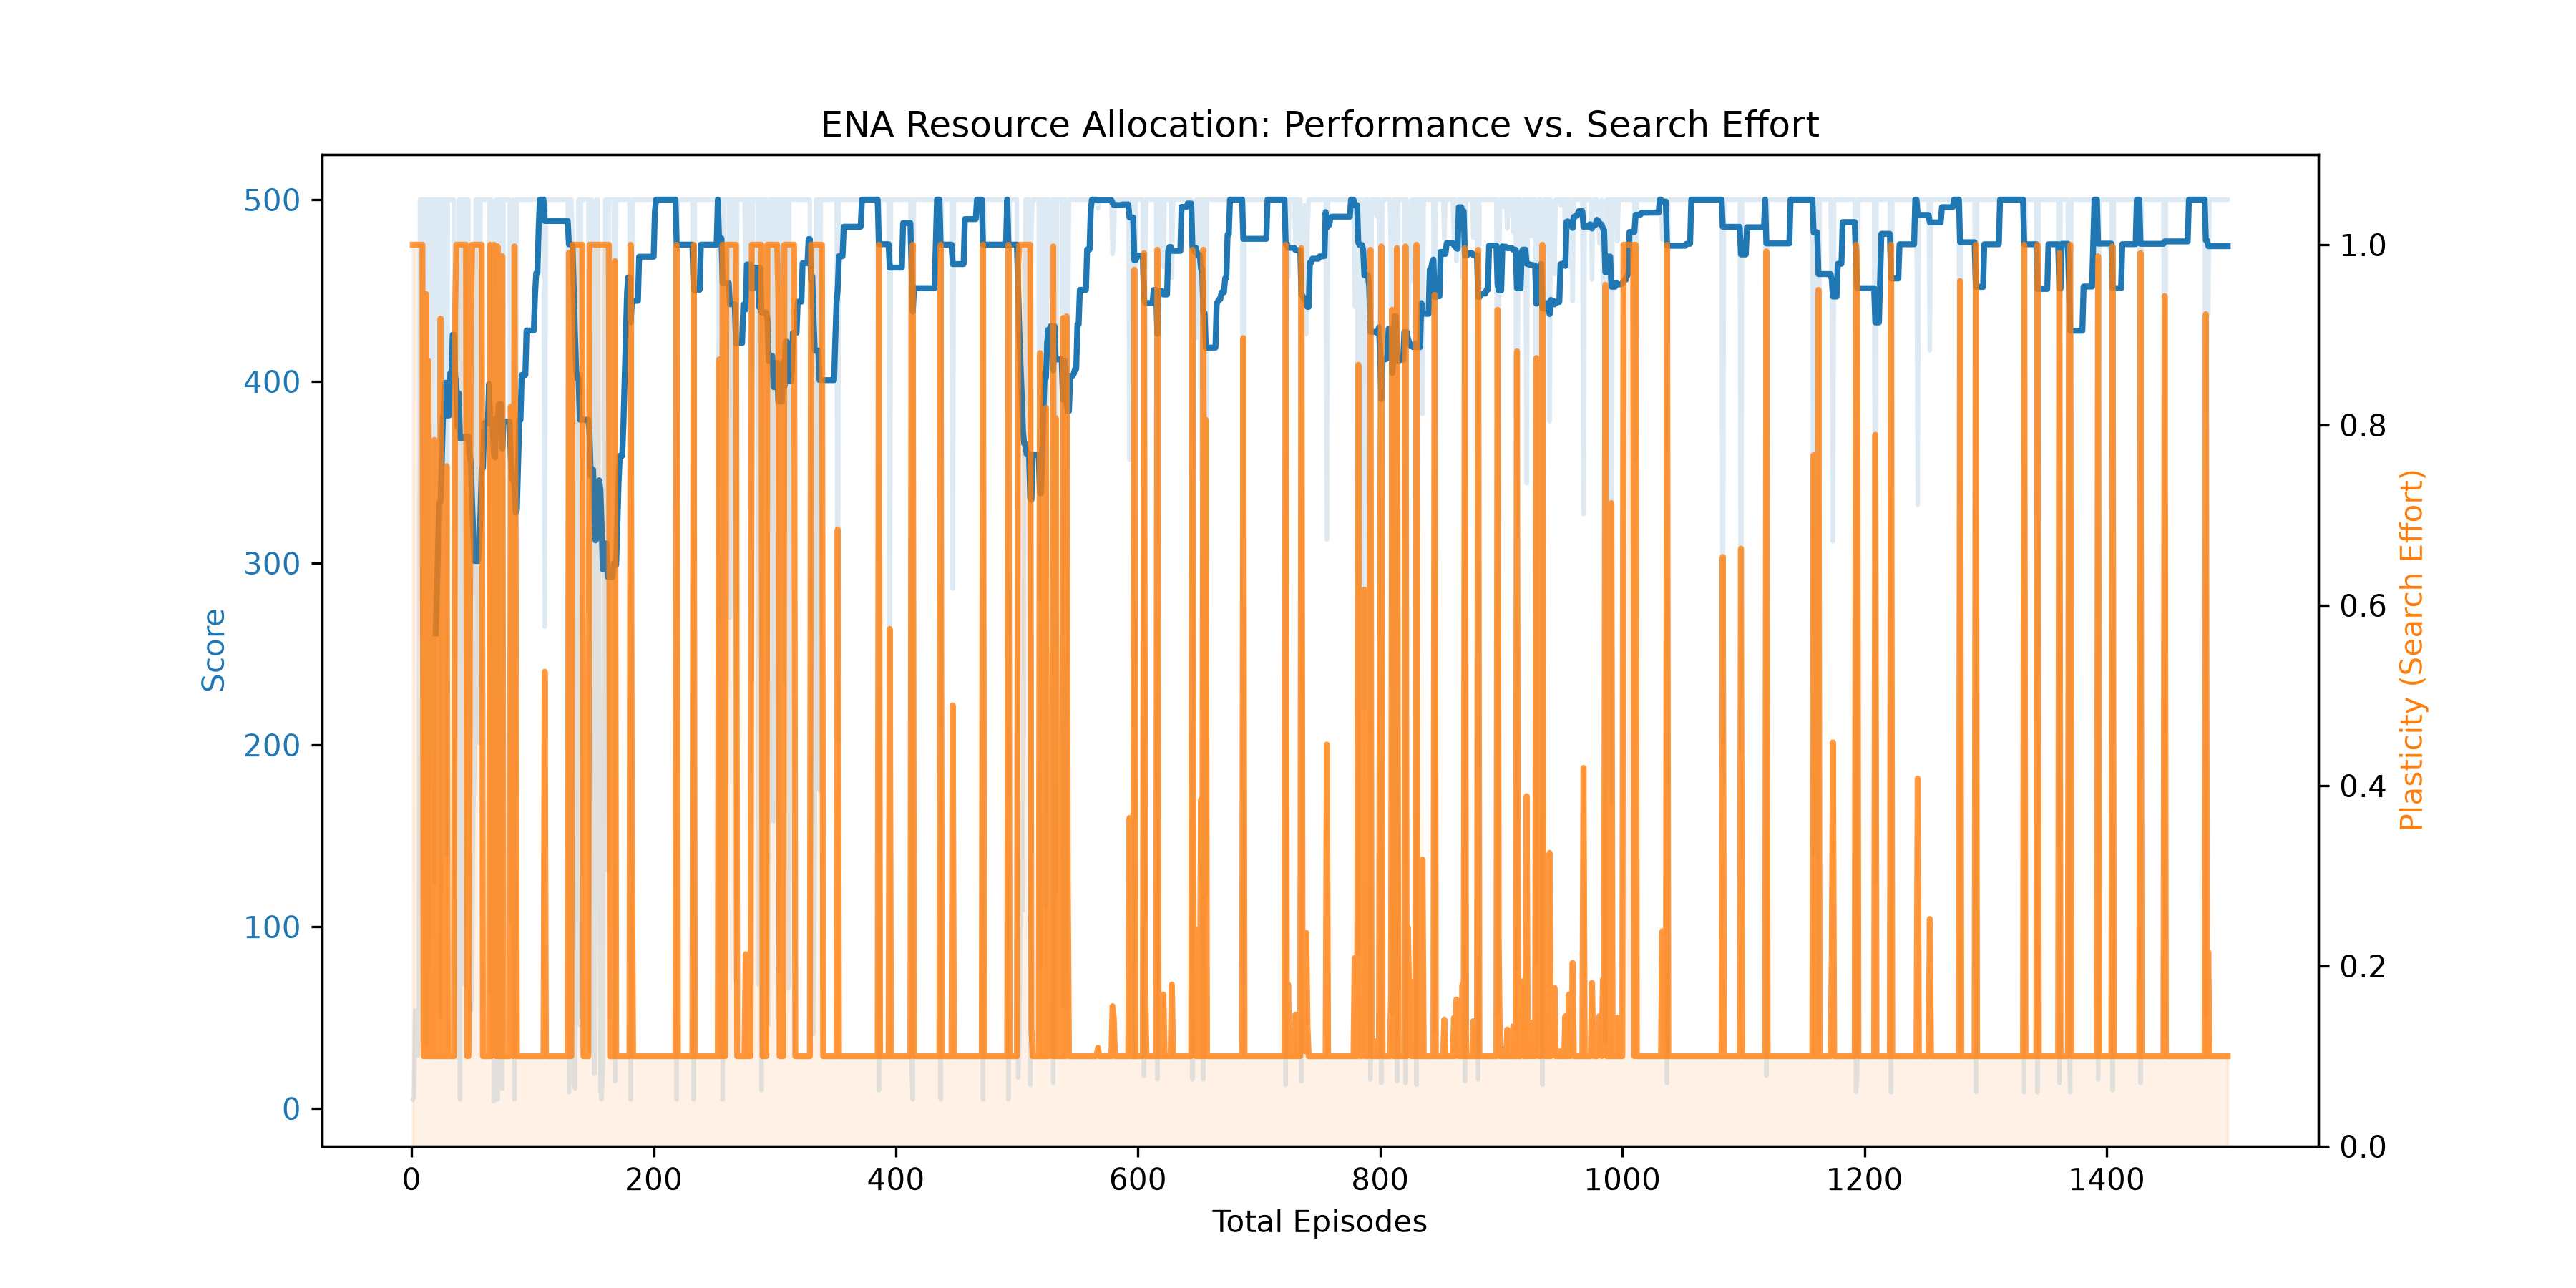 ENA Resource Allocation: Performance vs. Search Effort
500
400
300
200
100
0
Score
1.0
0.8
0.6
0.4
0.2
0.0
Plasticity (Search Effort)
0 200 400 600 800 1000 1200 1400
Total Episodes